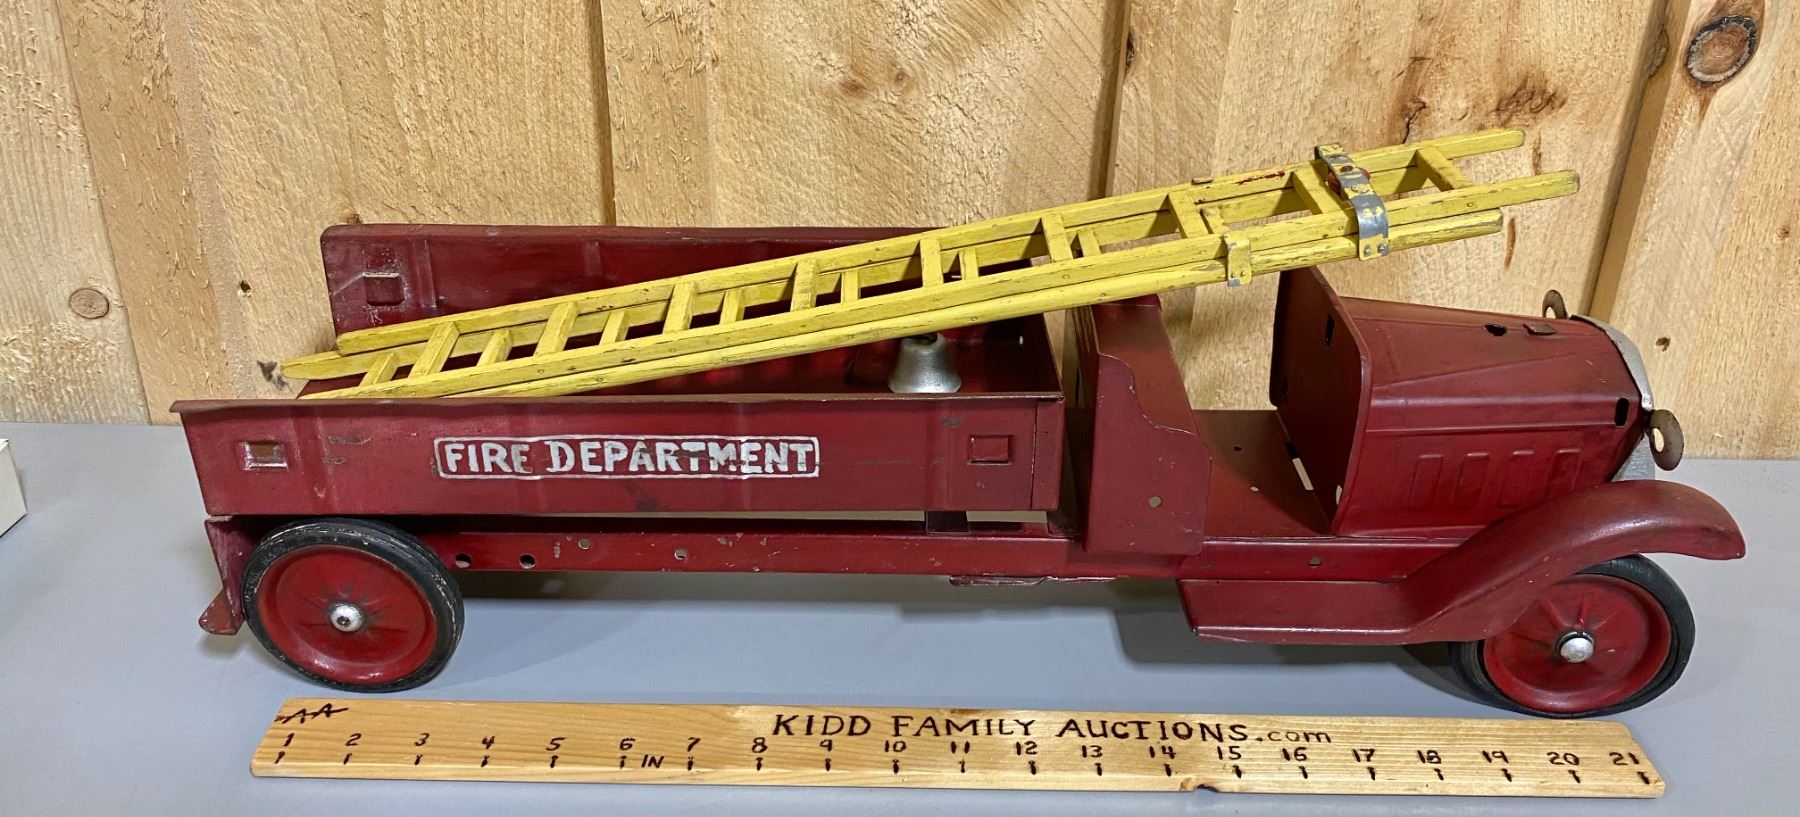 FIRE DEPARTMENT
AA KIDD FAMILY AUCTIONS.com
1 2 3 4 5 6 IN 7 8 9 10 11 12 13 14 15 16 17 18 19 20 21